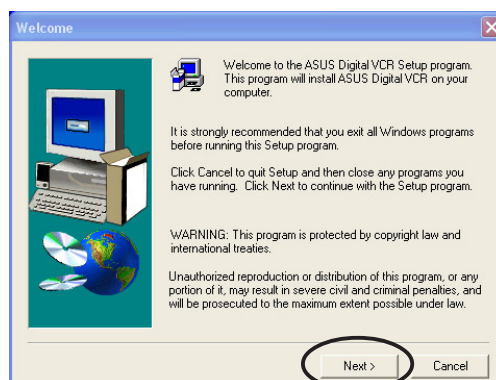 Welcome
Welcome to the ASUS Digital VCR Setup program.
This program will install ASUS Digital VCR on your
computer.
It is strongly recommended that you exit all Windows programs
before running this Setup program.
Click Cancel to quit Setup and then close any programs you
have running. Click Next to continue with the Setup program.
WARNING: This program is protected by copyright law and
international treaties.
Unauthorized reproduction or distribution of this program, or any
portion of it, may result in severe civil and criminal penalties, and
will be prosecuted to the maximum extent possible under law.
Next >
Cancel